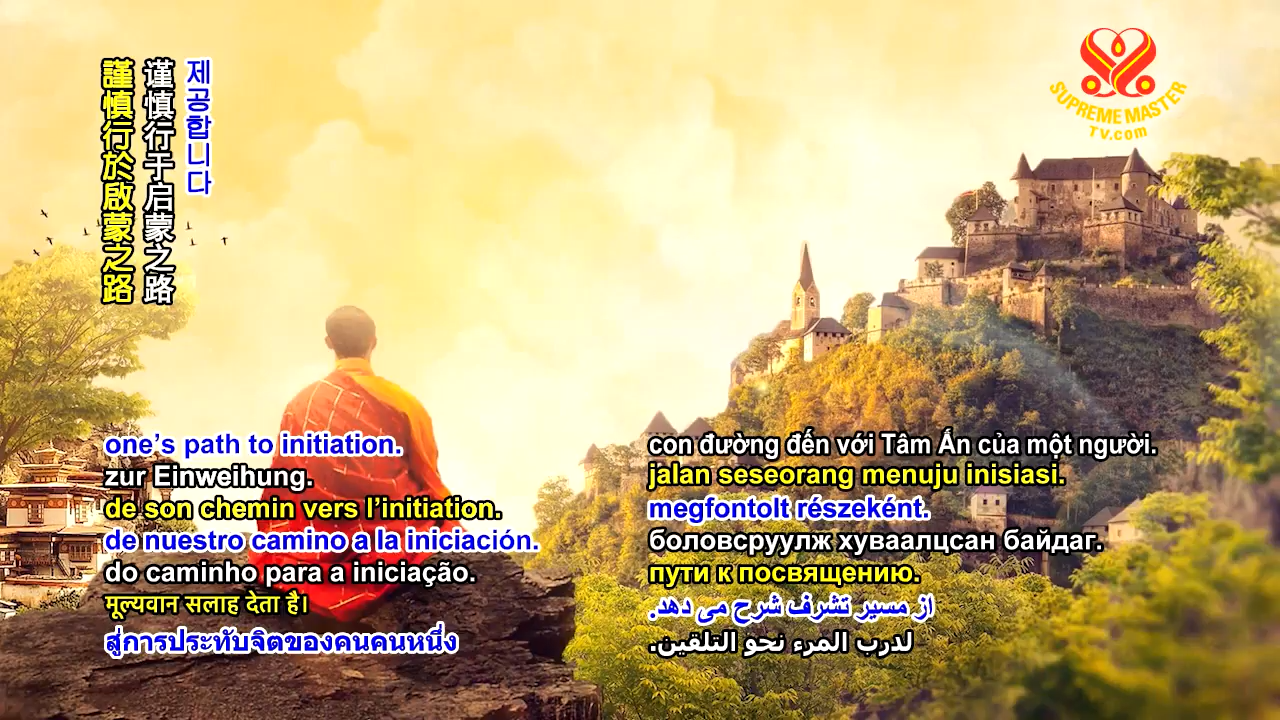 제공합니다
谨慎行于启蒙之路
謹慎行於啟蒙之路
SUPREME MASTER
TV.com
one’s path to initiation.
zur Einweihung.
de son chemin vers l’initiation.
de nuestro camino a la iniciación.
do caminho para a iniciação.
मूल्यवान सलाह देता है।
สู่การประทับจิตของคนคนหนึ่ง
con đường đến với Tâm Ấn của một người.
jalan seseorang menuju inisiasi.
megfontolt részeként.
боловсруулж хуваалцсан байдаг.
пути к посвящению.
از مسیر تشرف شرح می دهد.
لدرب المرء نحو التلقين.